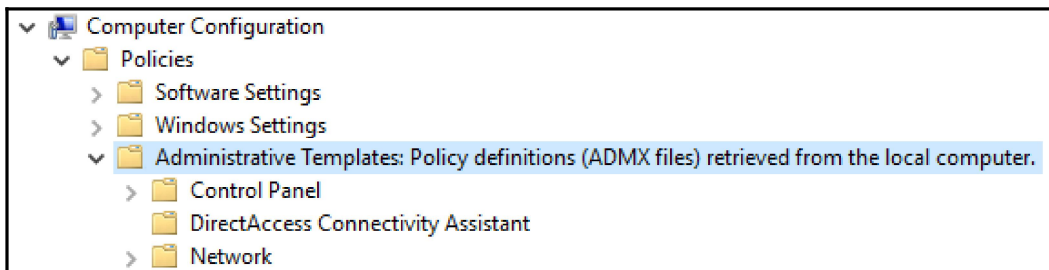 Computer Configuration
Policies
Software Settings
Windows Settings
Administrative Templates: Policy definitions (ADMX files) retrieved from the local computer.
Control Panel
DirectAccess Connectivity Assistant
Network